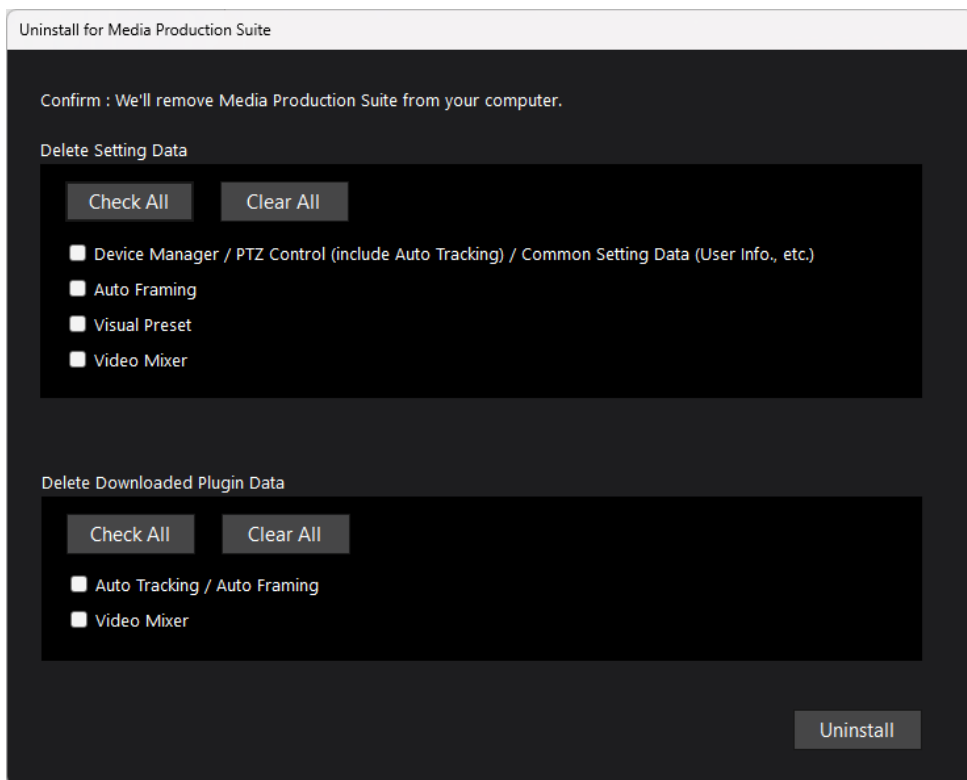 Uninstall for Media Production Suite
Confirm : We'll remove Media Production Suite from your computer.
Delete Setting Data
Check All Clear All
Device Manager / PTZ Control (include Auto Tracking) / Common Setting Data (User Info., etc.)
Auto Framing
Visual Preset
Video Mixer
Delete Downloaded Plugin Data
Check All Clear All
Auto Tracking / Auto Framing
Video Mixer
Uninstall